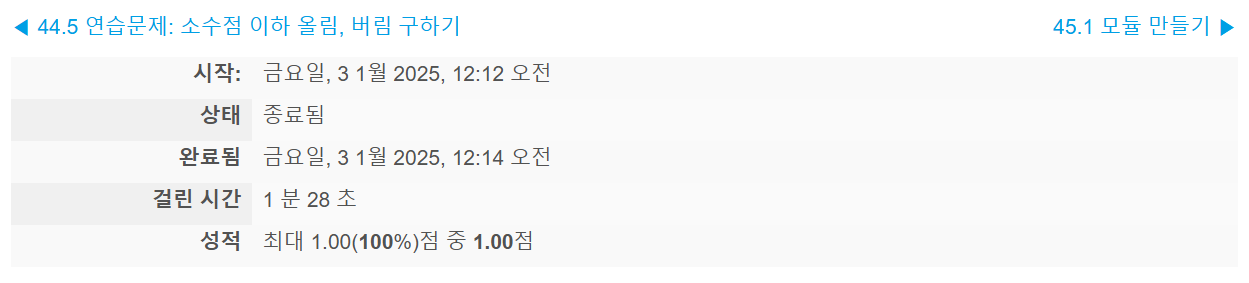 ◀ 44.5 연습문제: 소수점 이하 올림, 버림 구하기 45.1 모듈 만들기 ▶
시작: 금요일, 3 1월 2025, 12:12 오전
상태 종료됨
완료됨 금요일, 3 1월 2025, 12:14 오전
걸린 시간 1 분 28 초
성적 최대 1.00(100%)점 중 1.00점